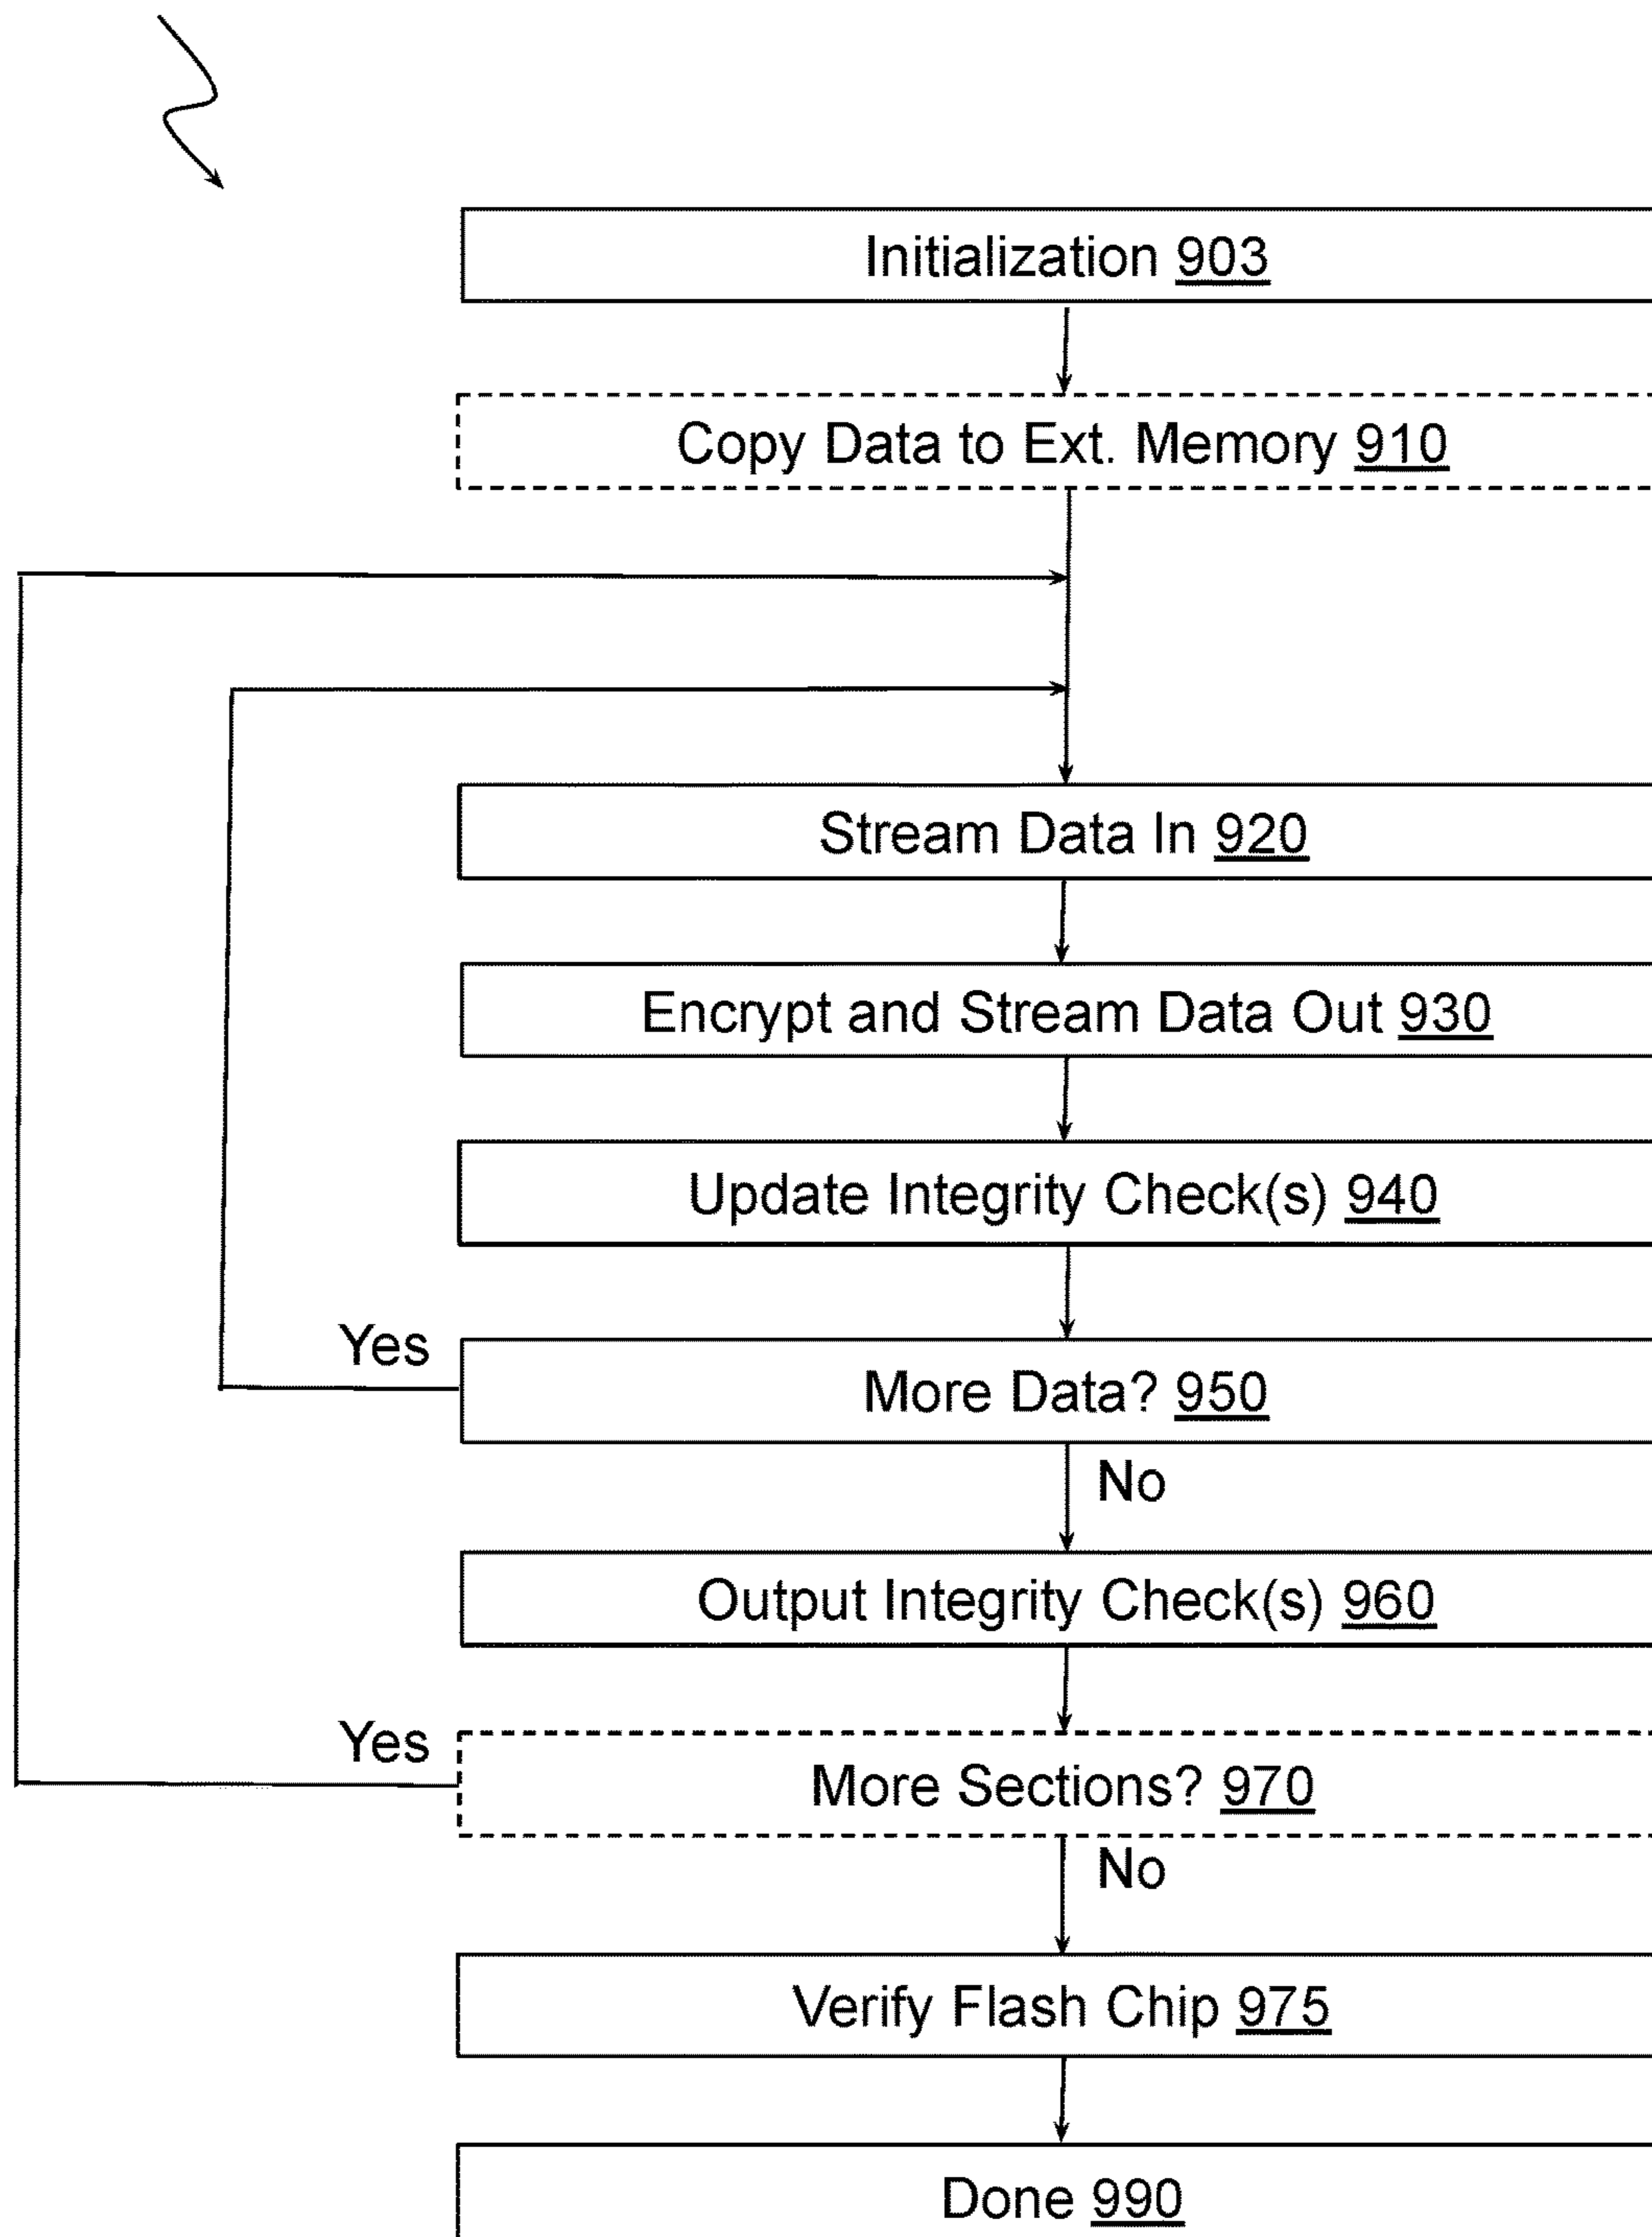 Initialization 903
Copy Data to Ext. Memory 910
Stream Data In 920
Encrypt and Stream Data Out 930
Update Integrity Check(s) 940
Yes
More Data? 950
No
Output Integrity Check(s) 960
Yes
More Sections? 970
No
Verify Flash Chip 975
Done 990